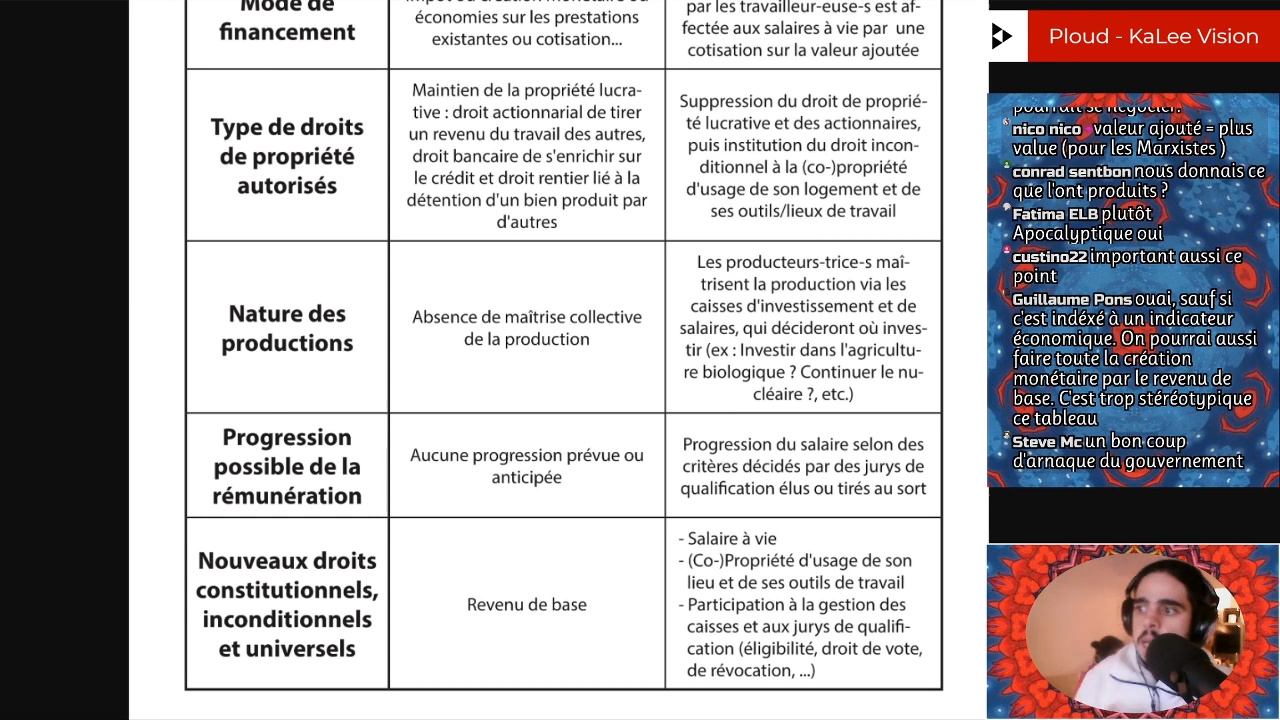 Mode de
financement
impôt ou création monétaire ou
économies sur les prestations
existantes ou cotisation...
par les travailleur-euse-s est af-
fectée aux salaires à vie par une
cotisation sur la valeur ajoutée
Type de droits
de propriété
autorisés
Maintien de la propriété lucra-
tive : droit actionnarial de tirer
un revenu du travail des autres,
droit bancaire de s'enrichir sur
le crédit et droit rentier lié à la
détention d'un bien produit par
d'autres
Suppression du droit de proprié-
té lucrative et des actionnaires,
puis institution du droit incon-
ditionnel à la (co-)propriété
d'usage de son logement et de
ses outils/lieux de travail
Nature des
productions
Absence de maîtrise collective
de la production
Les producteurs-trice-s maî-
trisent la production via les
caisses d'investissement et de
salaires, qui décideront où inves-
tir (ex : Investir dans l'agricultu-
re biologique ? Continuer le nu-
cléaire ?, etc.)
Progression
possible de la
rémunération
Aucune progression prévue ou
anticipée
Progression du salaire selon des
critères décidés par des jurys de
qualification élus ou tirés au sort
Nouveaux droits
constitutionnels,
inconditionnels
et universels
Revenu de base
- Salaire à vie
- (Co-)Propriété d'usage de son
lieu et de ses outils de travail
- Participation à la gestion des
caisses et aux jurys de qualifi-
cation (éligibilité, droit de vote,
de révocation, ...)
Ploud - KaLee Vision
pourrait se négocier.
nico nico valeur ajouté = plus
value (pour les Marxistes )
conrad sentbon nous donnais ce
que l'ont produits ?
Fatima ELB plutôt
Apocalyptique oui
custino22 important aussi ce
point
Guillaume Pons ouai, sauf si
c'est indéxé à un indicateur
économique. On pourrai aussi
faire toute la création
monétaire par le revenu de
base. C'est trop stéréotypique
ce tableau
Steve Mc un bon coup
d'arnaque du gouvernement